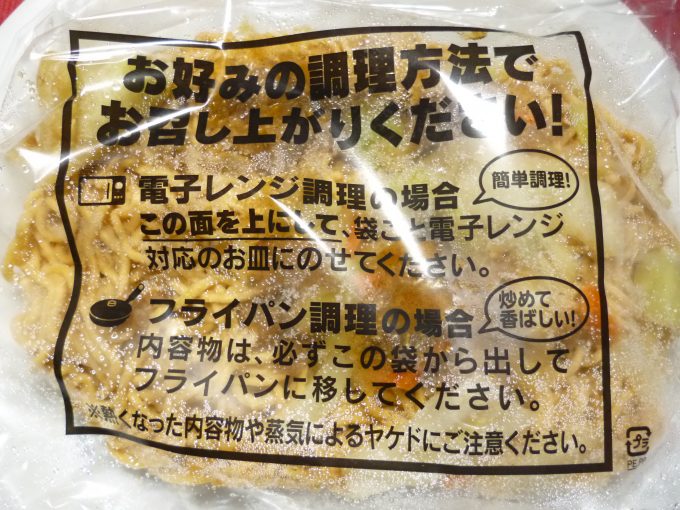 お好みの調理方法で
お召し上がりください!
電子レンジ調理の場合
簡単調理!
この面を上にして、袋ごと電子レンジ
対応のお皿にのせてください。
フライパン調理の場合
炒めて
香ばしい!
内容物は、必ずこの袋から出して
フライパンに移してください。
※熱くなった内容物や蒸気によるヤケドにご注意ください。
プラ